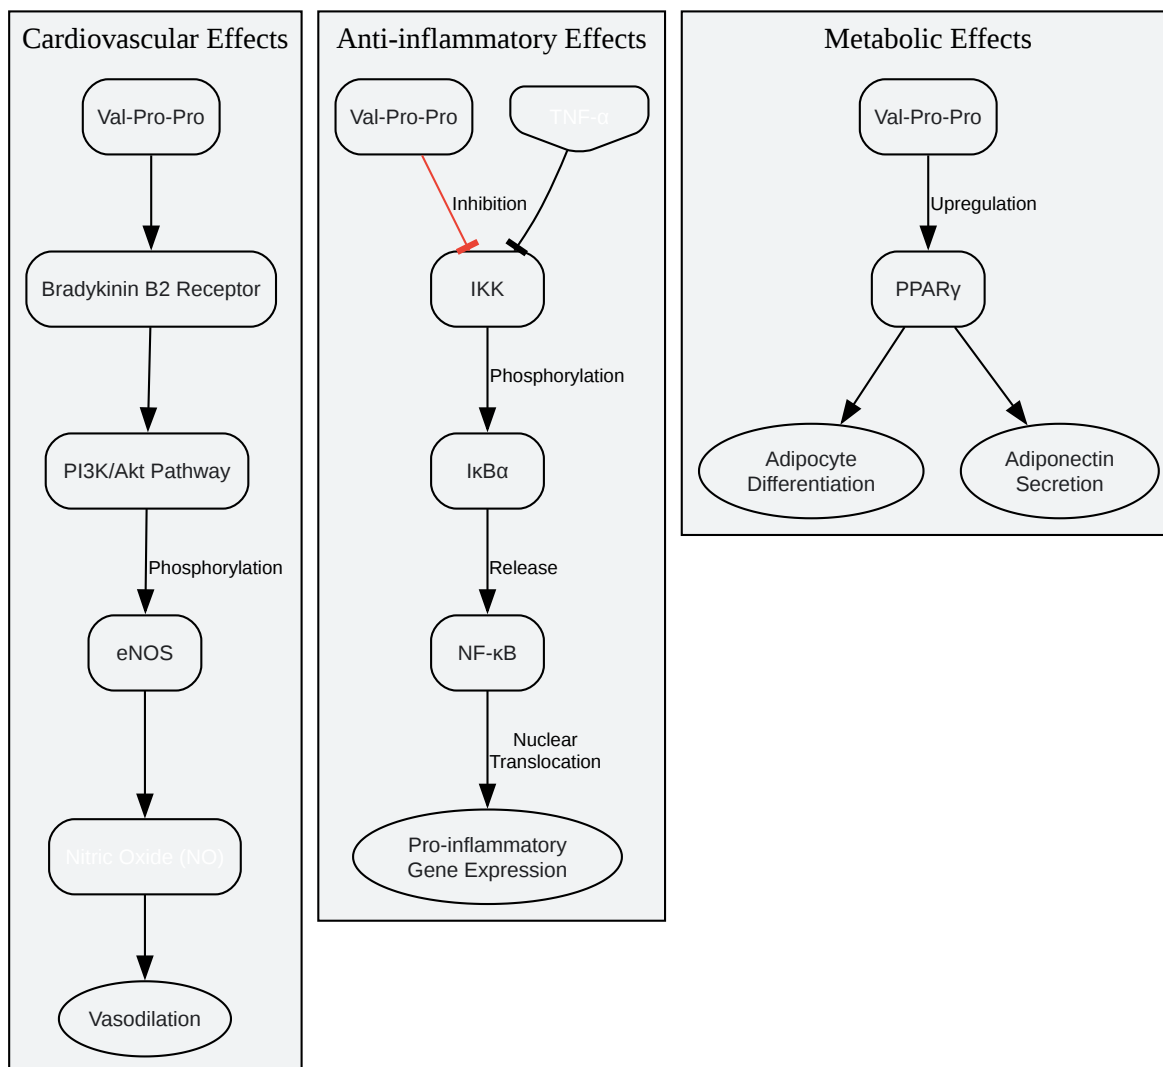 Cardiovascular Effects
Val-Pro-Pro
Bradykinin B2 Receptor
PI3K/Akt Pathway
Phosphorylation
eNOS
Nitric Oxide (NO)
Vasodilation
Anti-inflammatory Effects
Val-Pro-Pro
TNF-α
Inhibition
IKK
Phosphorylation
IκBα
Release
NF-κB
Nuclear
Translocation
Pro-inflammatory
Gene Expression
Metabolic Effects
Val-Pro-Pro
Upregulation
PPARγ
Adipocyte
Differentiation
Adiponectin
Secretion